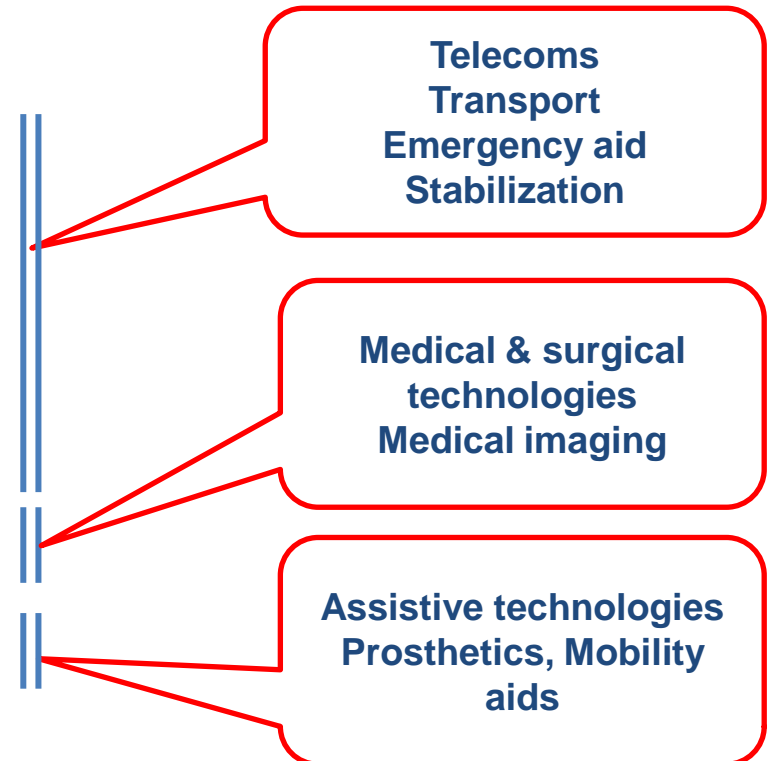 Telecoms
Transport
Emergency aid
Stabilization
Medical & surgical
technologies
Medical imaging
Assistive technologies
Prosthetics, Mobility
aids